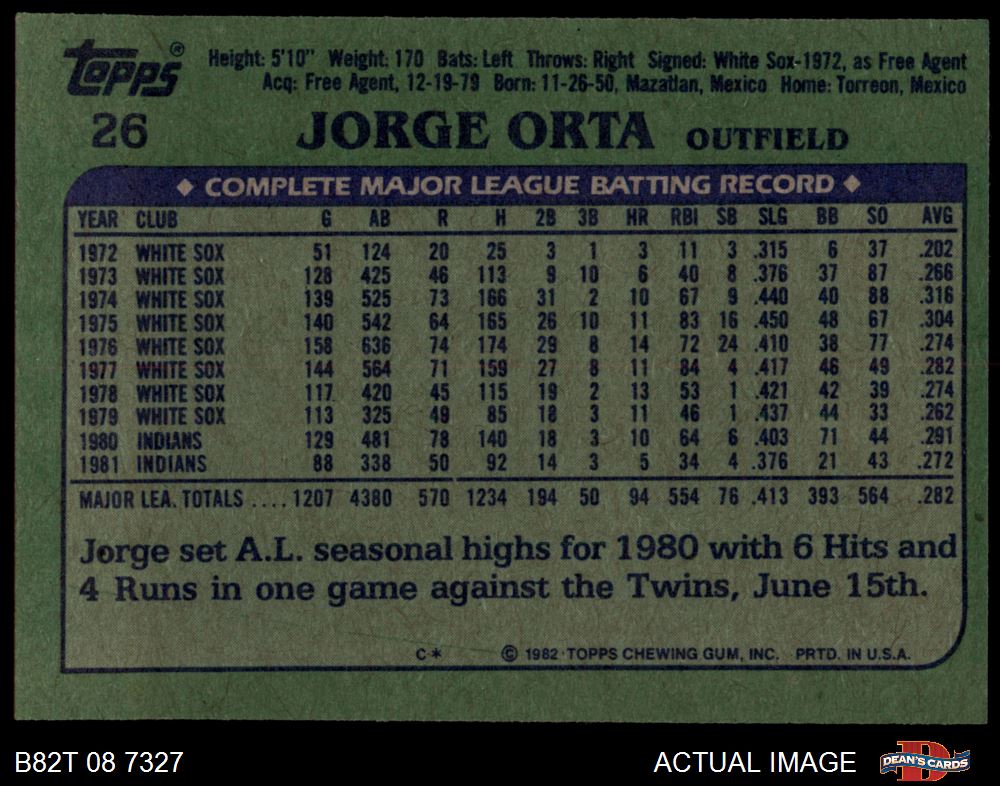 Topps® Height: 5'10" Weight: 170 Bats: Left Throws: Right Signed: White Sox-1972, as Free Agent
Acq: Free Agent, 12-19-79 Born: 11-26-50, Mazatlan, Mexico Home: Torreon, Mexico
26 JORGE ORTA OUTFIELD
◆ COMPLETE MAJOR LEAGUE BATTING RECORD ◆
YEAR CLUB G AB R H 2B 3B HR RBI SB SLG BB SO AVG
1972 WHITE SOX 51 124 20 25 3 1 3 11 3 .315 6 37 .202
1973 WHITE SOX 128 425 46 113 9 10 6 40 8 .376 37 87 .266
1974 WHITE SOX 139 525 73 166 31 2 10 67 9 .440 40 88 .316
1975 WHITE SOX 140 542 64 165 26 10 11 83 16 .450 48 67 .304
1976 WHITE SOX 158 636 74 174 29 8 14 72 24 .410 38 77 .274
1977 WHITE SOX 144 564 71 159 27 8 11 84 4 .417 46 49 .282
1978 WHITE SOX 117 420 45 115 19 2 13 53 1 .421 42 39 .274
1979 WHITE SOX 113 325 49 85 18 3 11 46 1 .437 44 33 .262
1980 INDIANS 129 481 78 140 18 3 10 64 6 .403 71 44 .291
1981 INDIANS 88 338 50 92 14 3 5 34 4 .376 21 43 .272
MAJOR LEA. TOTALS .... 1207 4380 570 1234 194 50 94 554 76 .413 393 564 .282
Jorge set A.L. seasonal highs for 1980 with 6 Hits and
4 Runs in one game against the Twins, June 15th.
C* © 1982 TOPPS CHEWING GUM, INC. PRTD. IN U.S.A.
B82T 08 7327 ACTUAL IMAGE D DEAN'S CARDS